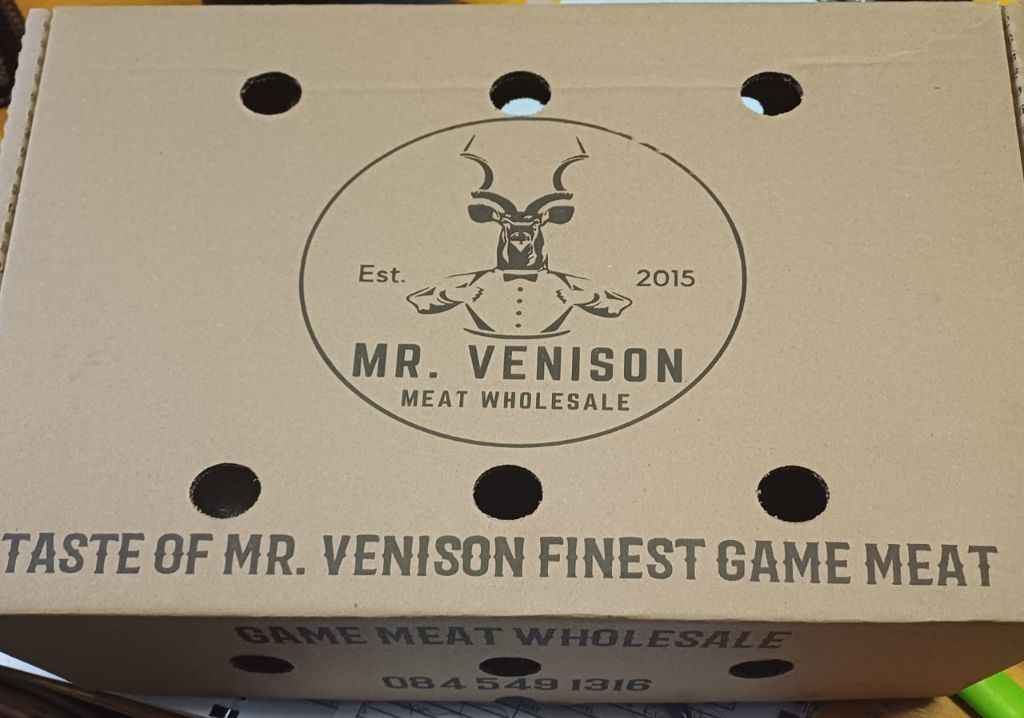 Est. 2015
MR. VENISON
MEAT WHOLESALE
TASTE OF MR. VENISON FINEST GAME MEAT
GAME MEAT WHOLESALE
084 549 1316